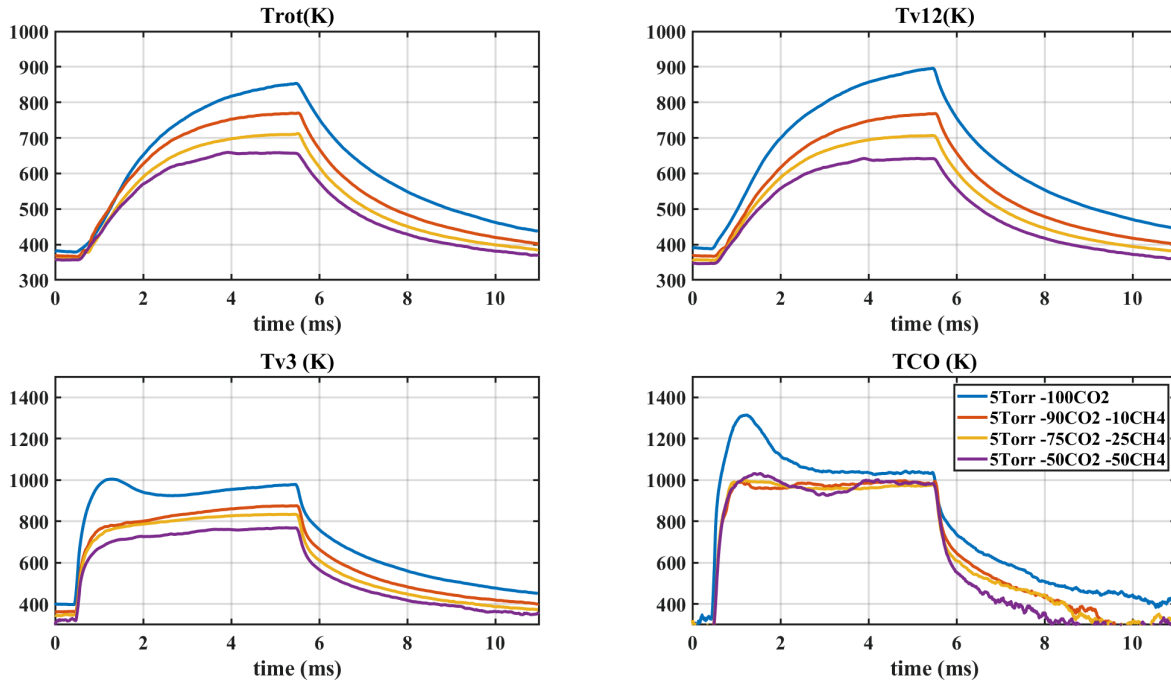 Trot(K)
1000
900
800
700
600
500
400
300
0 2 4 6 8 10
time (ms)
Tv12(K)
1000
900
800
700
600
500
400
300
0 2 4 6 8 10
time (ms)
Tv3 (K)
1400
1200
1000
800
600
400
0 2 4 6 8 10
time (ms)
TCO (K)
1400
1200
1000
800
600
400
5Torr -100CO2
5Torr -90CO2 -10CH4
5Torr -75CO2 -25CH4
5Torr -50CO2 -50CH4
0 2 4 6 8 10
time (ms)